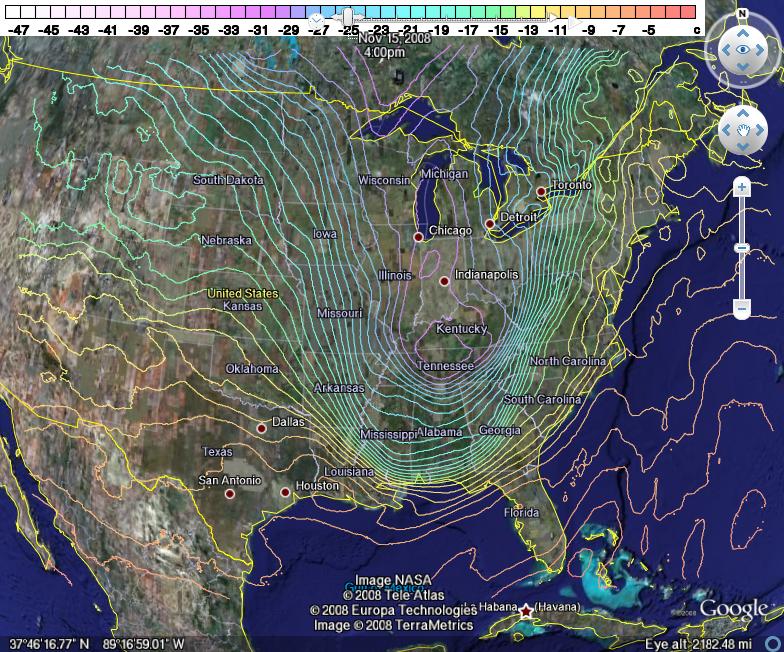 -47 -45 -43 -41 -39 -37 -35 -33 -31 -29 -27 -25 -23 -21 -19 -17 -15 -13 -11 -9 -7 -5 c
Nov 15, 2008
4:00pm
N
South Dakota
Wisconsin
Michigan
Toronto
Detroit
Chicago
Nebraska
Iowa
Illinois
Indianapolis
United States
Kansas
Missouri
Kentucky
Tennessee
North Carolina
Oklahoma
Arkansas
South Carolina
Dallas
Mississippi
Alabama
Georgia
Texas
Louisiana
San Antonio
Houston
Florida
Image NASA
© 2008 Tele Atlas
© 2008 Europa Technologies
Image © 2008 TerraMetrics
La Habana (Havana)
©2008 Google
37°46'16.77" N 89°16'59.01" W
Eye alt 2182.48 mi